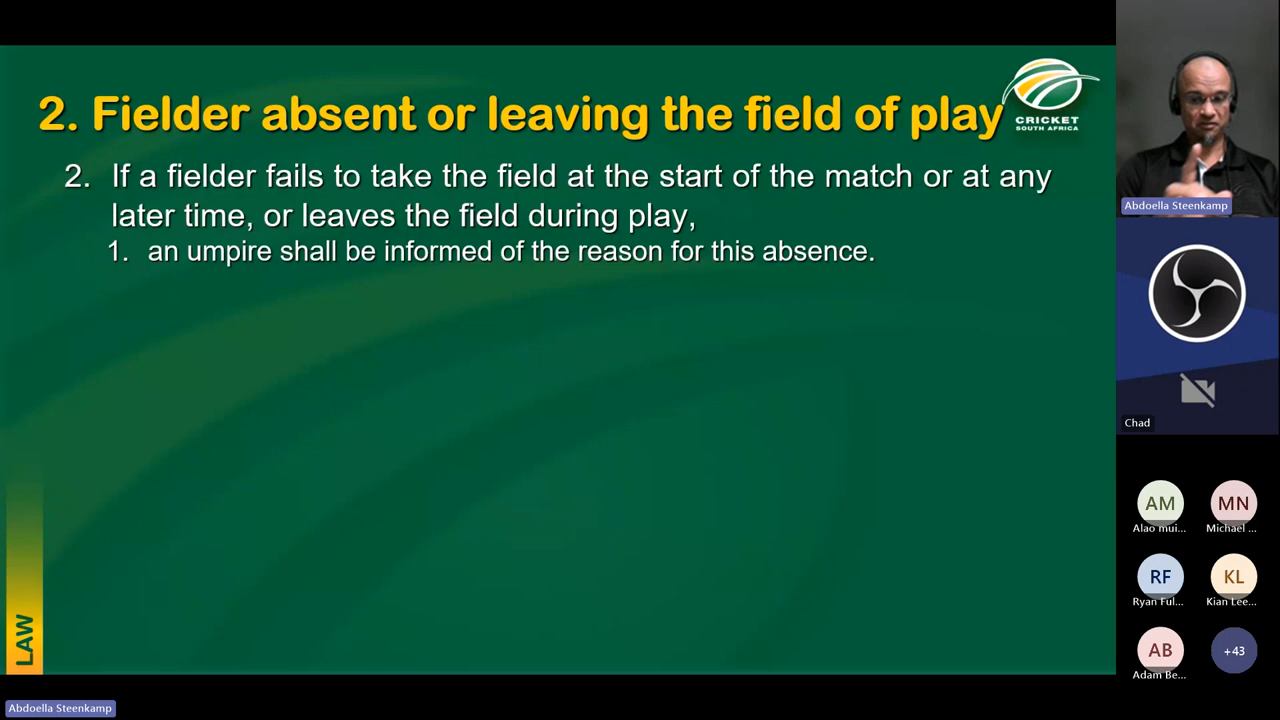 2. Fielder absent or leaving the field of play
CRICKET
SOUTH AFRICA
2. If a fielder fails to take the field at the start of the match or at any
later time, or leaves the field during play,
1. an umpire shall be informed of the reason for this absence.
LAW
Abdoella Steenkamp
Abdoella Steenkamp
Chad
AM
Alao mui...
MN
Michael ...
RF
Ryan Ful...
KL
Kian Lee...
AB
Adam Be...
+43